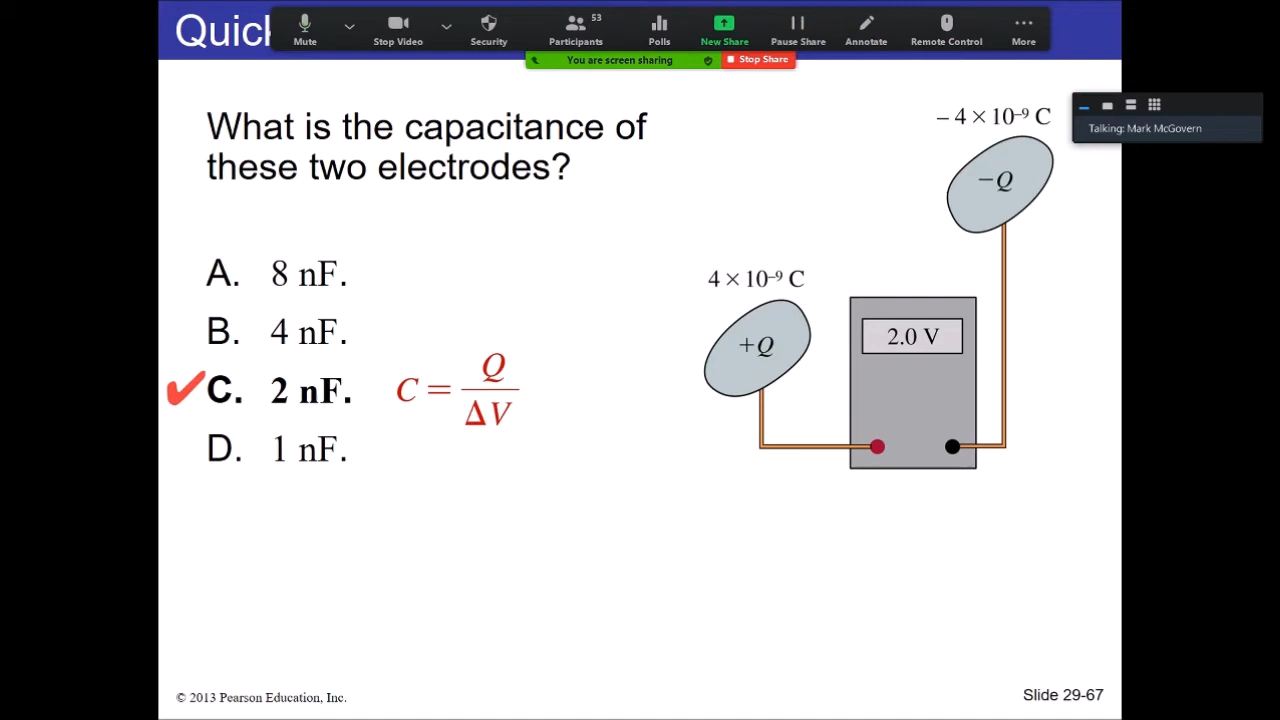 Quick
Mute
Stop Video
Security
Participants
53
Polls
New Share
Pause Share
Annotate
Remote Control
More
You are screen sharing
Stop Share
Talking: Mark McGovern
What is the capacitance of
these two electrodes?
A. 8 nF.
B. 4 nF.
C. 2 nF.
D. 1 nF.
C = Q / ΔV
– 4 × 10⁻⁹ C
−Q
4 × 10⁻⁹ C
+Q
2.0 V
© 2013 Pearson Education, Inc.
Slide 29-67